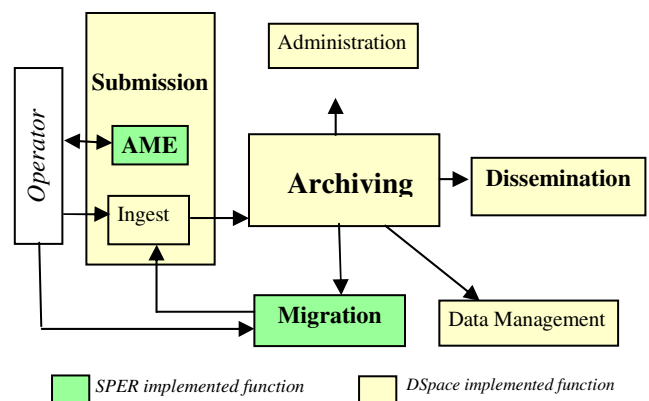 Administration
Submission
Operator
AME
Archiving
Dissemination
Ingest
Migration
Data Management
SPER implemented function
DSpace implemented function